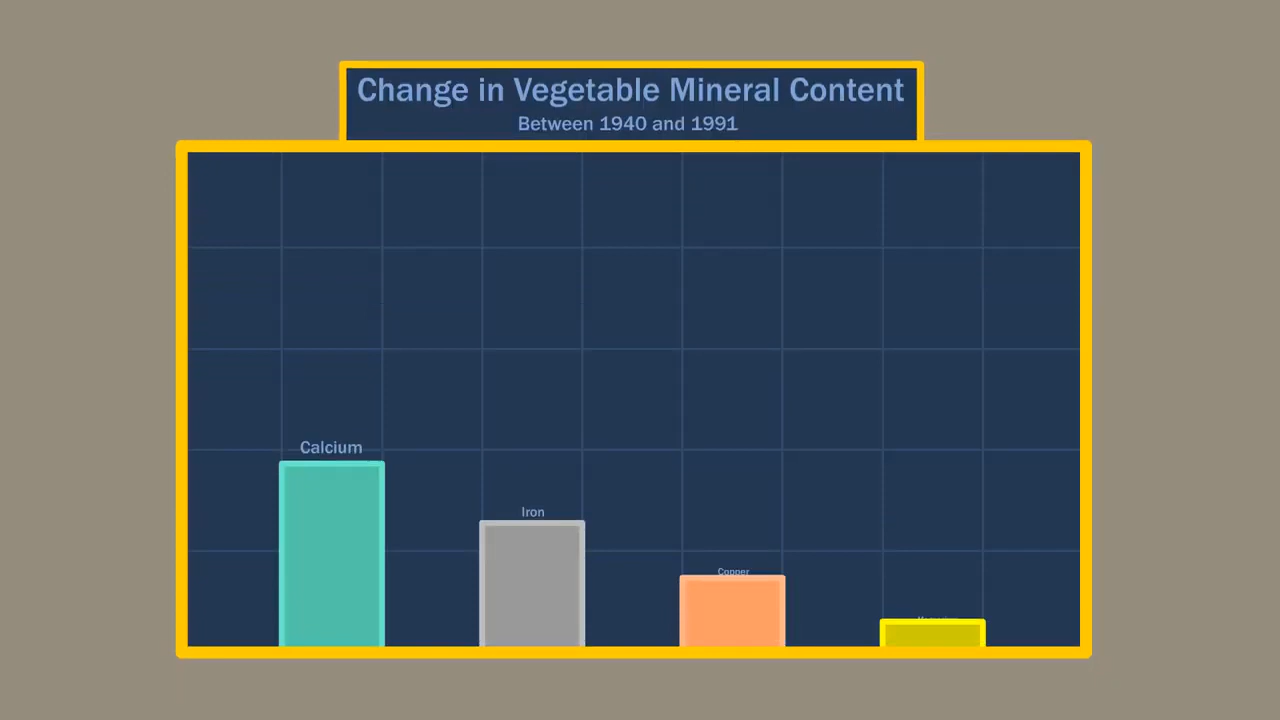 Change in Vegetable Mineral Content
Between 1940 and 1991
Calcium
Iron
Copper